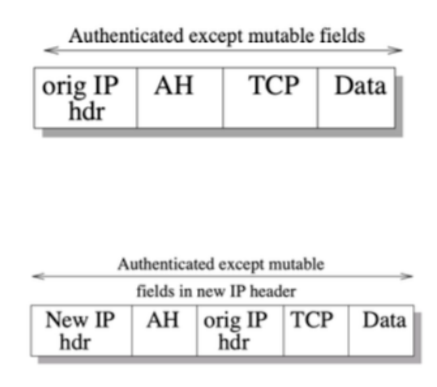 Authenticated except mutable fields
orig IP AH TCP Data
hdr
Authenticated except mutable
fields in new IP header
New IP AH orig IP TCP Data
hdr hdr